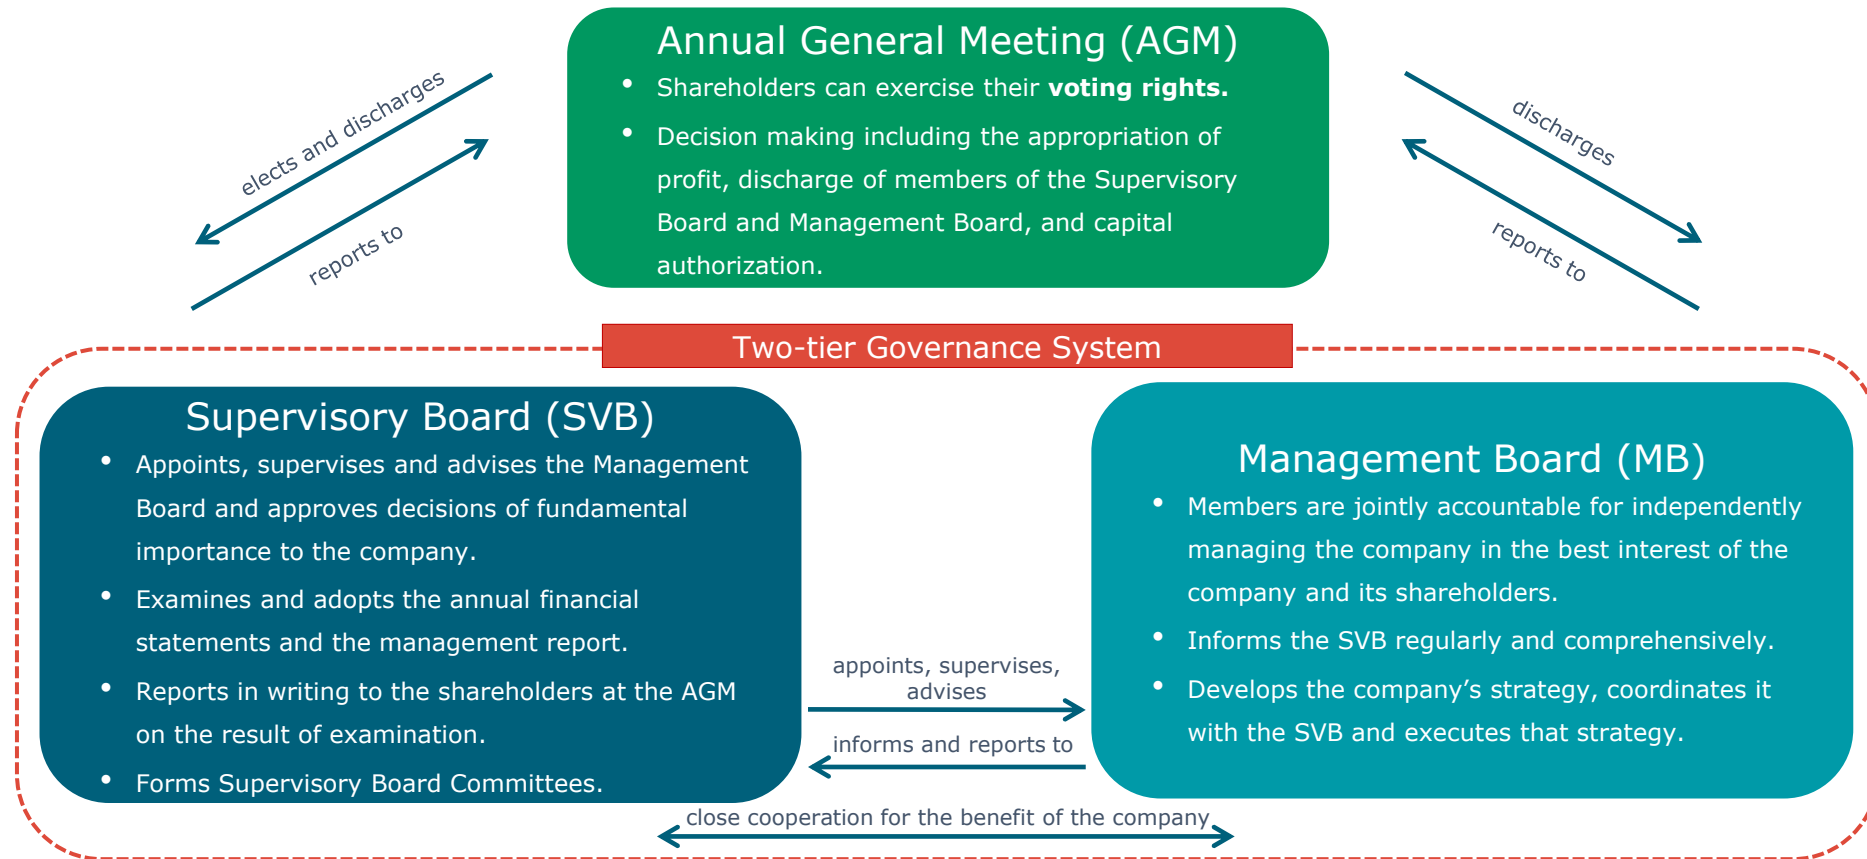 Annual General Meeting (AGM)
• Shareholders can exercise their voting rights.
• Decision making including the appropriation of
profit, discharge of members of the Supervisory
Board and Management Board, and capital
authorization.
elects and discharges
reports to
discharges
reports to
Two-tier Governance System
Supervisory Board (SVB)
• Appoints, supervises and advises the Management
Board and approves decisions of fundamental
importance to the company.
• Examines and adopts the annual financial
statements and the management report.
• Reports in writing to the shareholders at the AGM
on the result of examination.
• Forms Supervisory Board Committees.
appoints, supervises,
advises
informs and reports to
close cooperation for the benefit of the company
Management Board (MB)
• Members are jointly accountable for independently
managing the company in the best interest of the
company and its shareholders.
• Informs the SVB regularly and comprehensively.
• Develops the company’s strategy, coordinates it
with the SVB and executes that strategy.